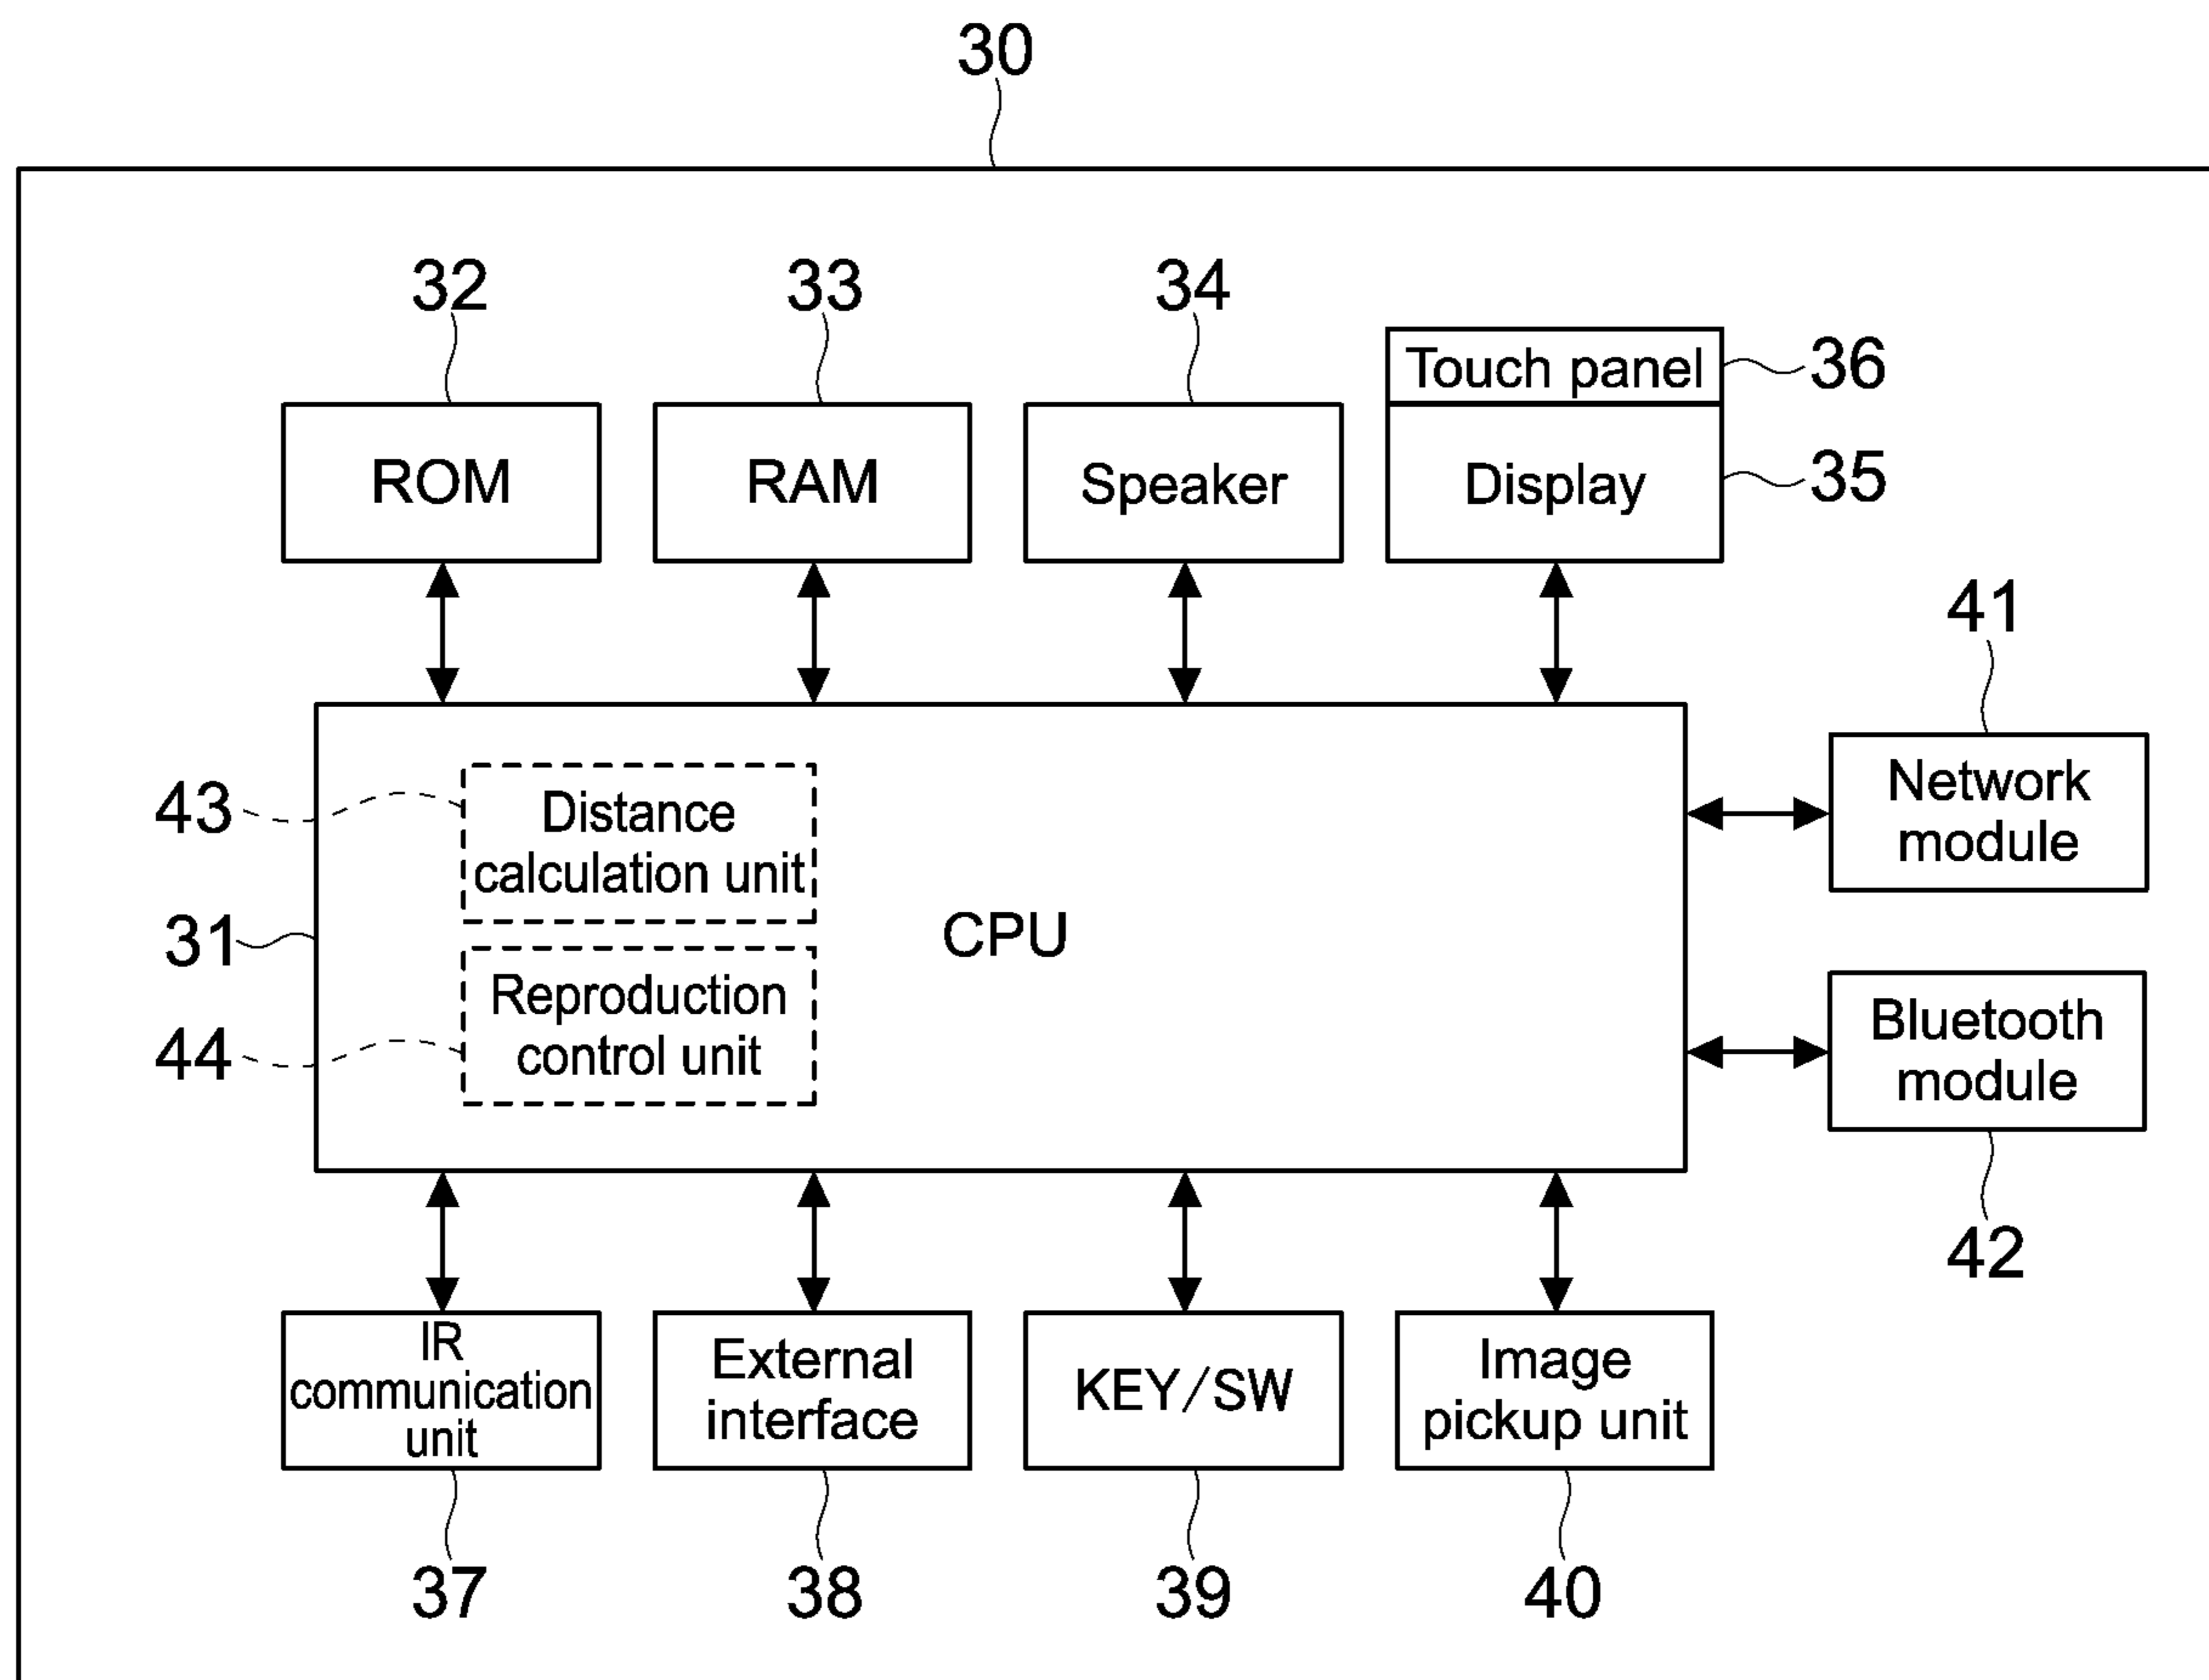 30
32
33
34
Touch panel
36
ROM
RAM
Speaker
Display
35
41
Network
module
43
Distance
calculation unit
31
CPU
Reproduction
control unit
44
Bluetooth
module
42
IR
communication
unit
External
interface
KEY/SW
Image
pickup unit
37
38
39
40